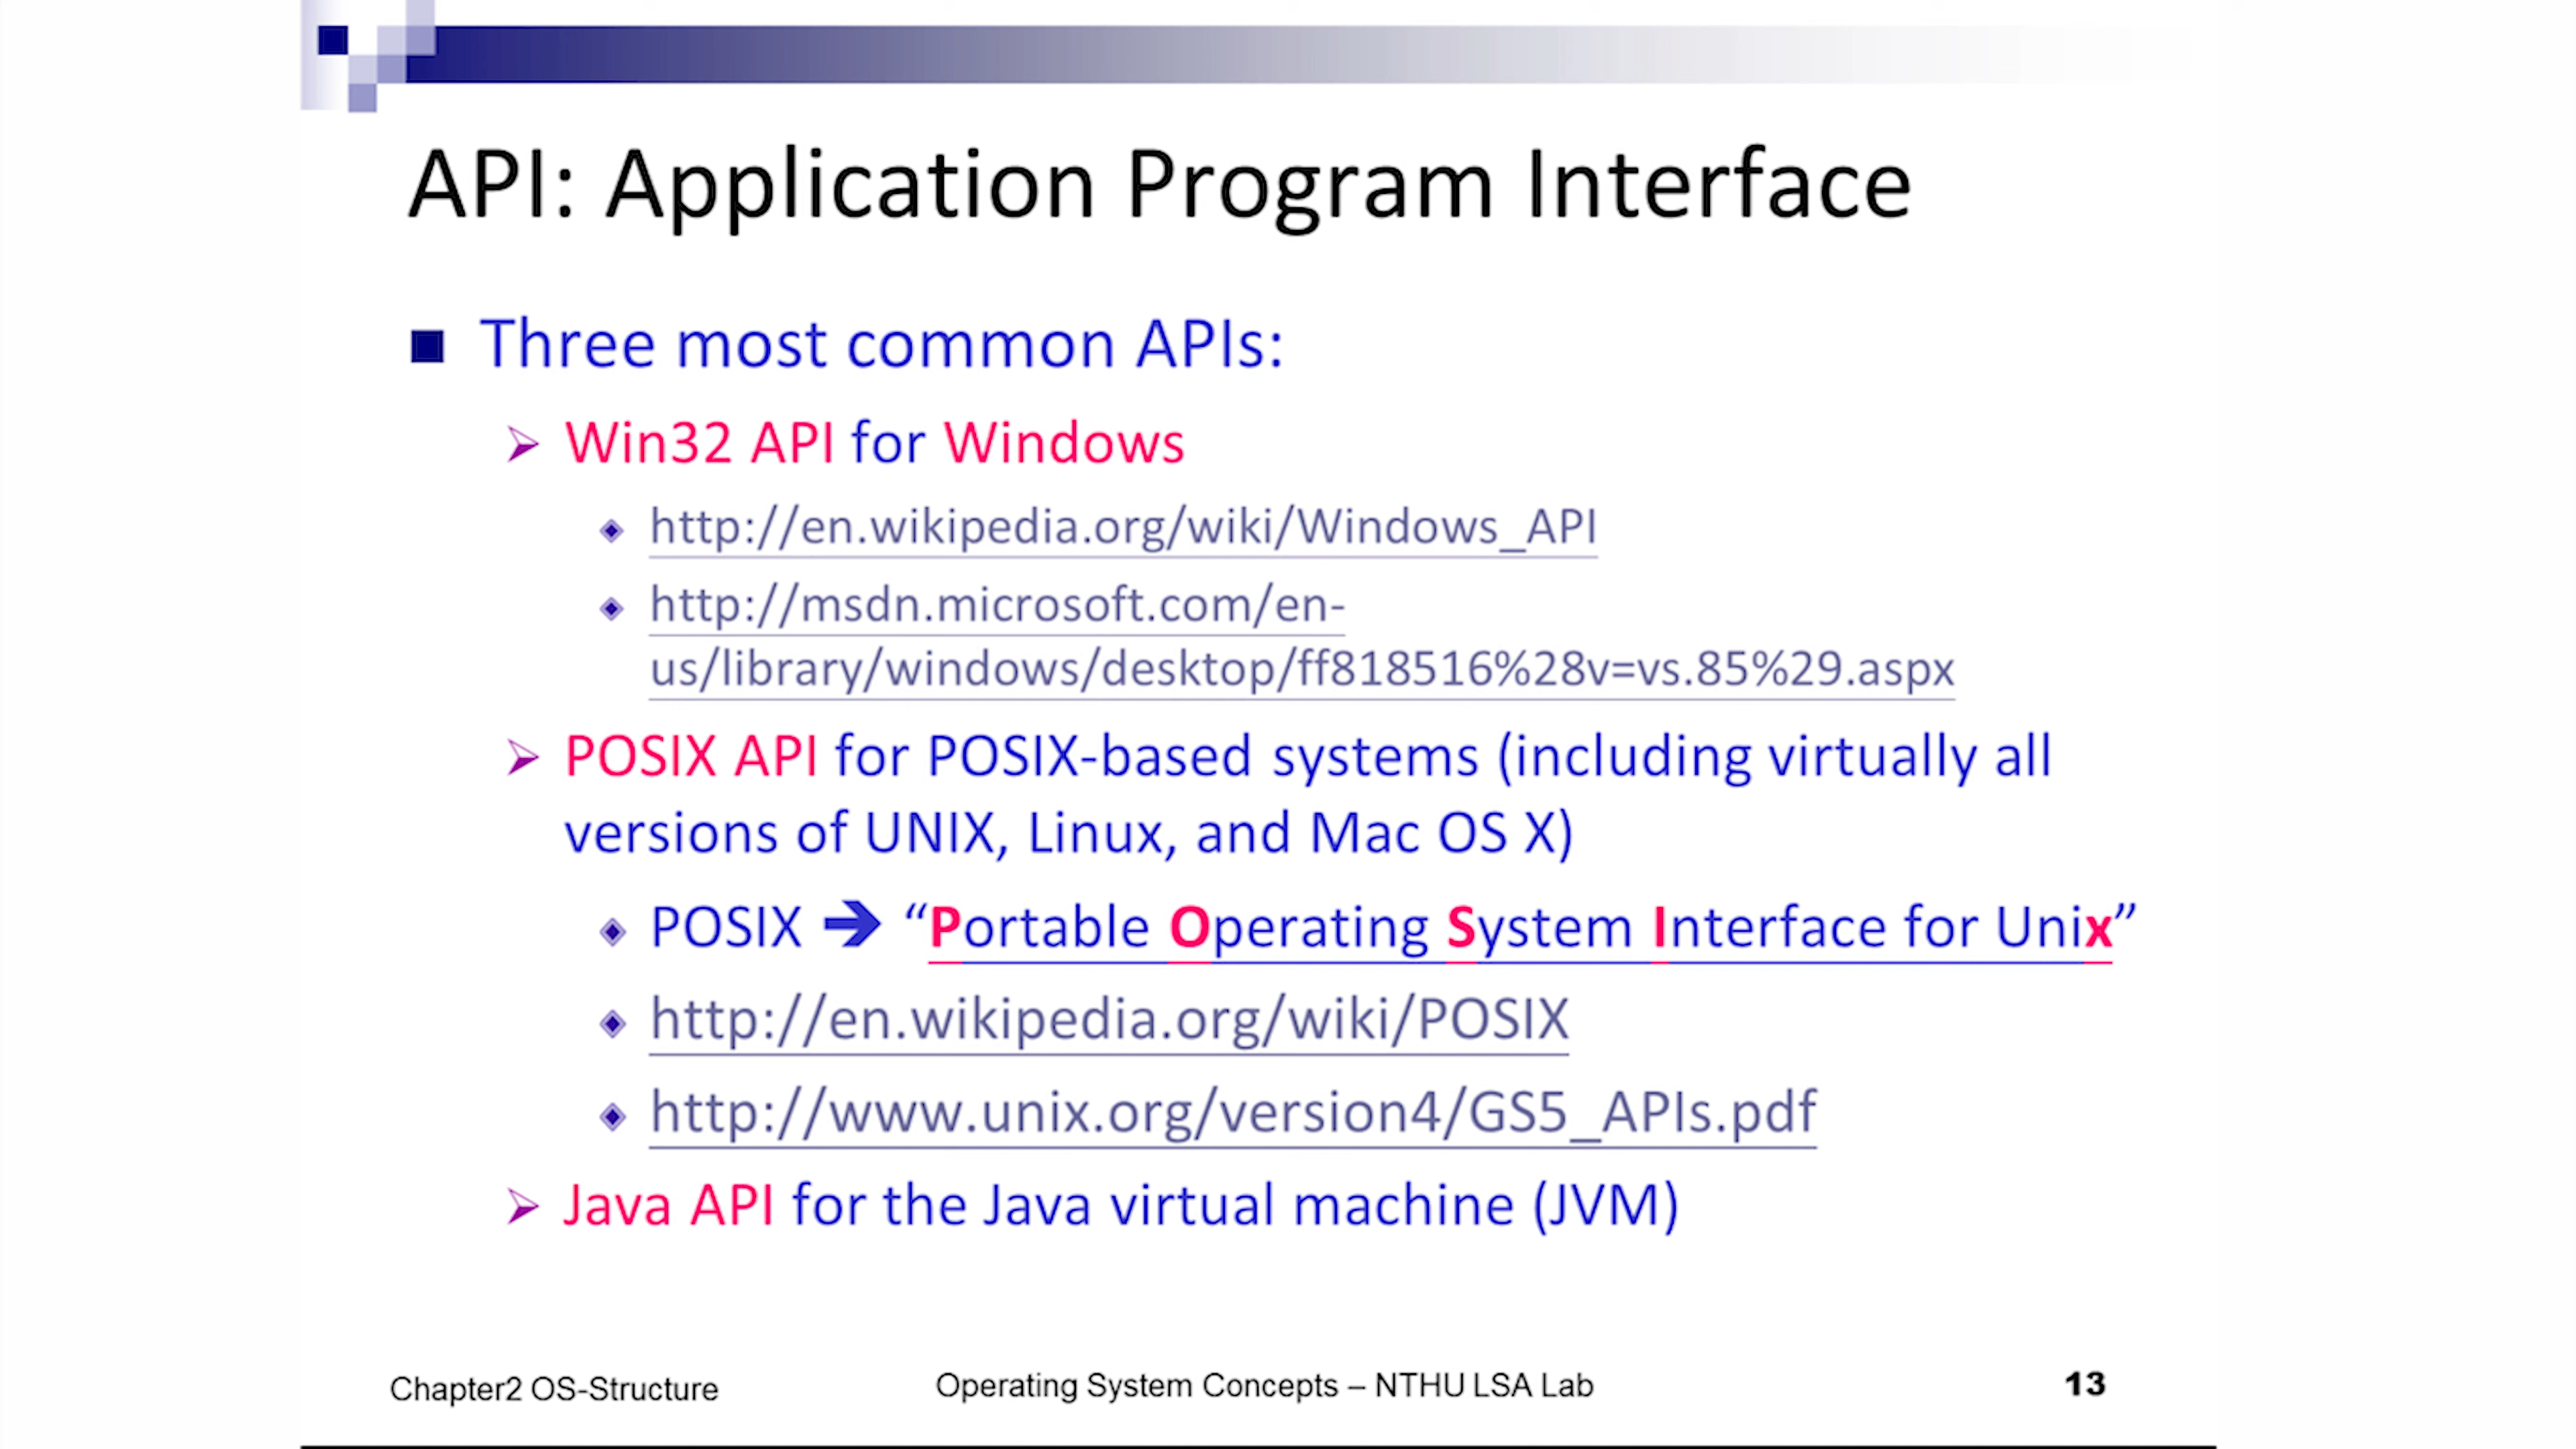 API: Application Program Interface
Three most common APIs:
Win32 API for Windows
http://en.wikipedia.org/wiki/Windows_API
http://msdn.microsoft.com/en-
us/library/windows/desktop/ff818516%28v=vs.85%29.aspx
POSIX API for POSIX-based systems (including virtually all
versions of UNIX, Linux, and Mac OS X)
POSIX ➔ “Portable Operating System Interface for Unix”
http://en.wikipedia.org/wiki/POSIX
http://www.unix.org/version4/GS5_APIs.pdf
Java API for the Java virtual machine (JVM)
Chapter2 OS-Structure
Operating System Concepts – NTHU LSA Lab
13